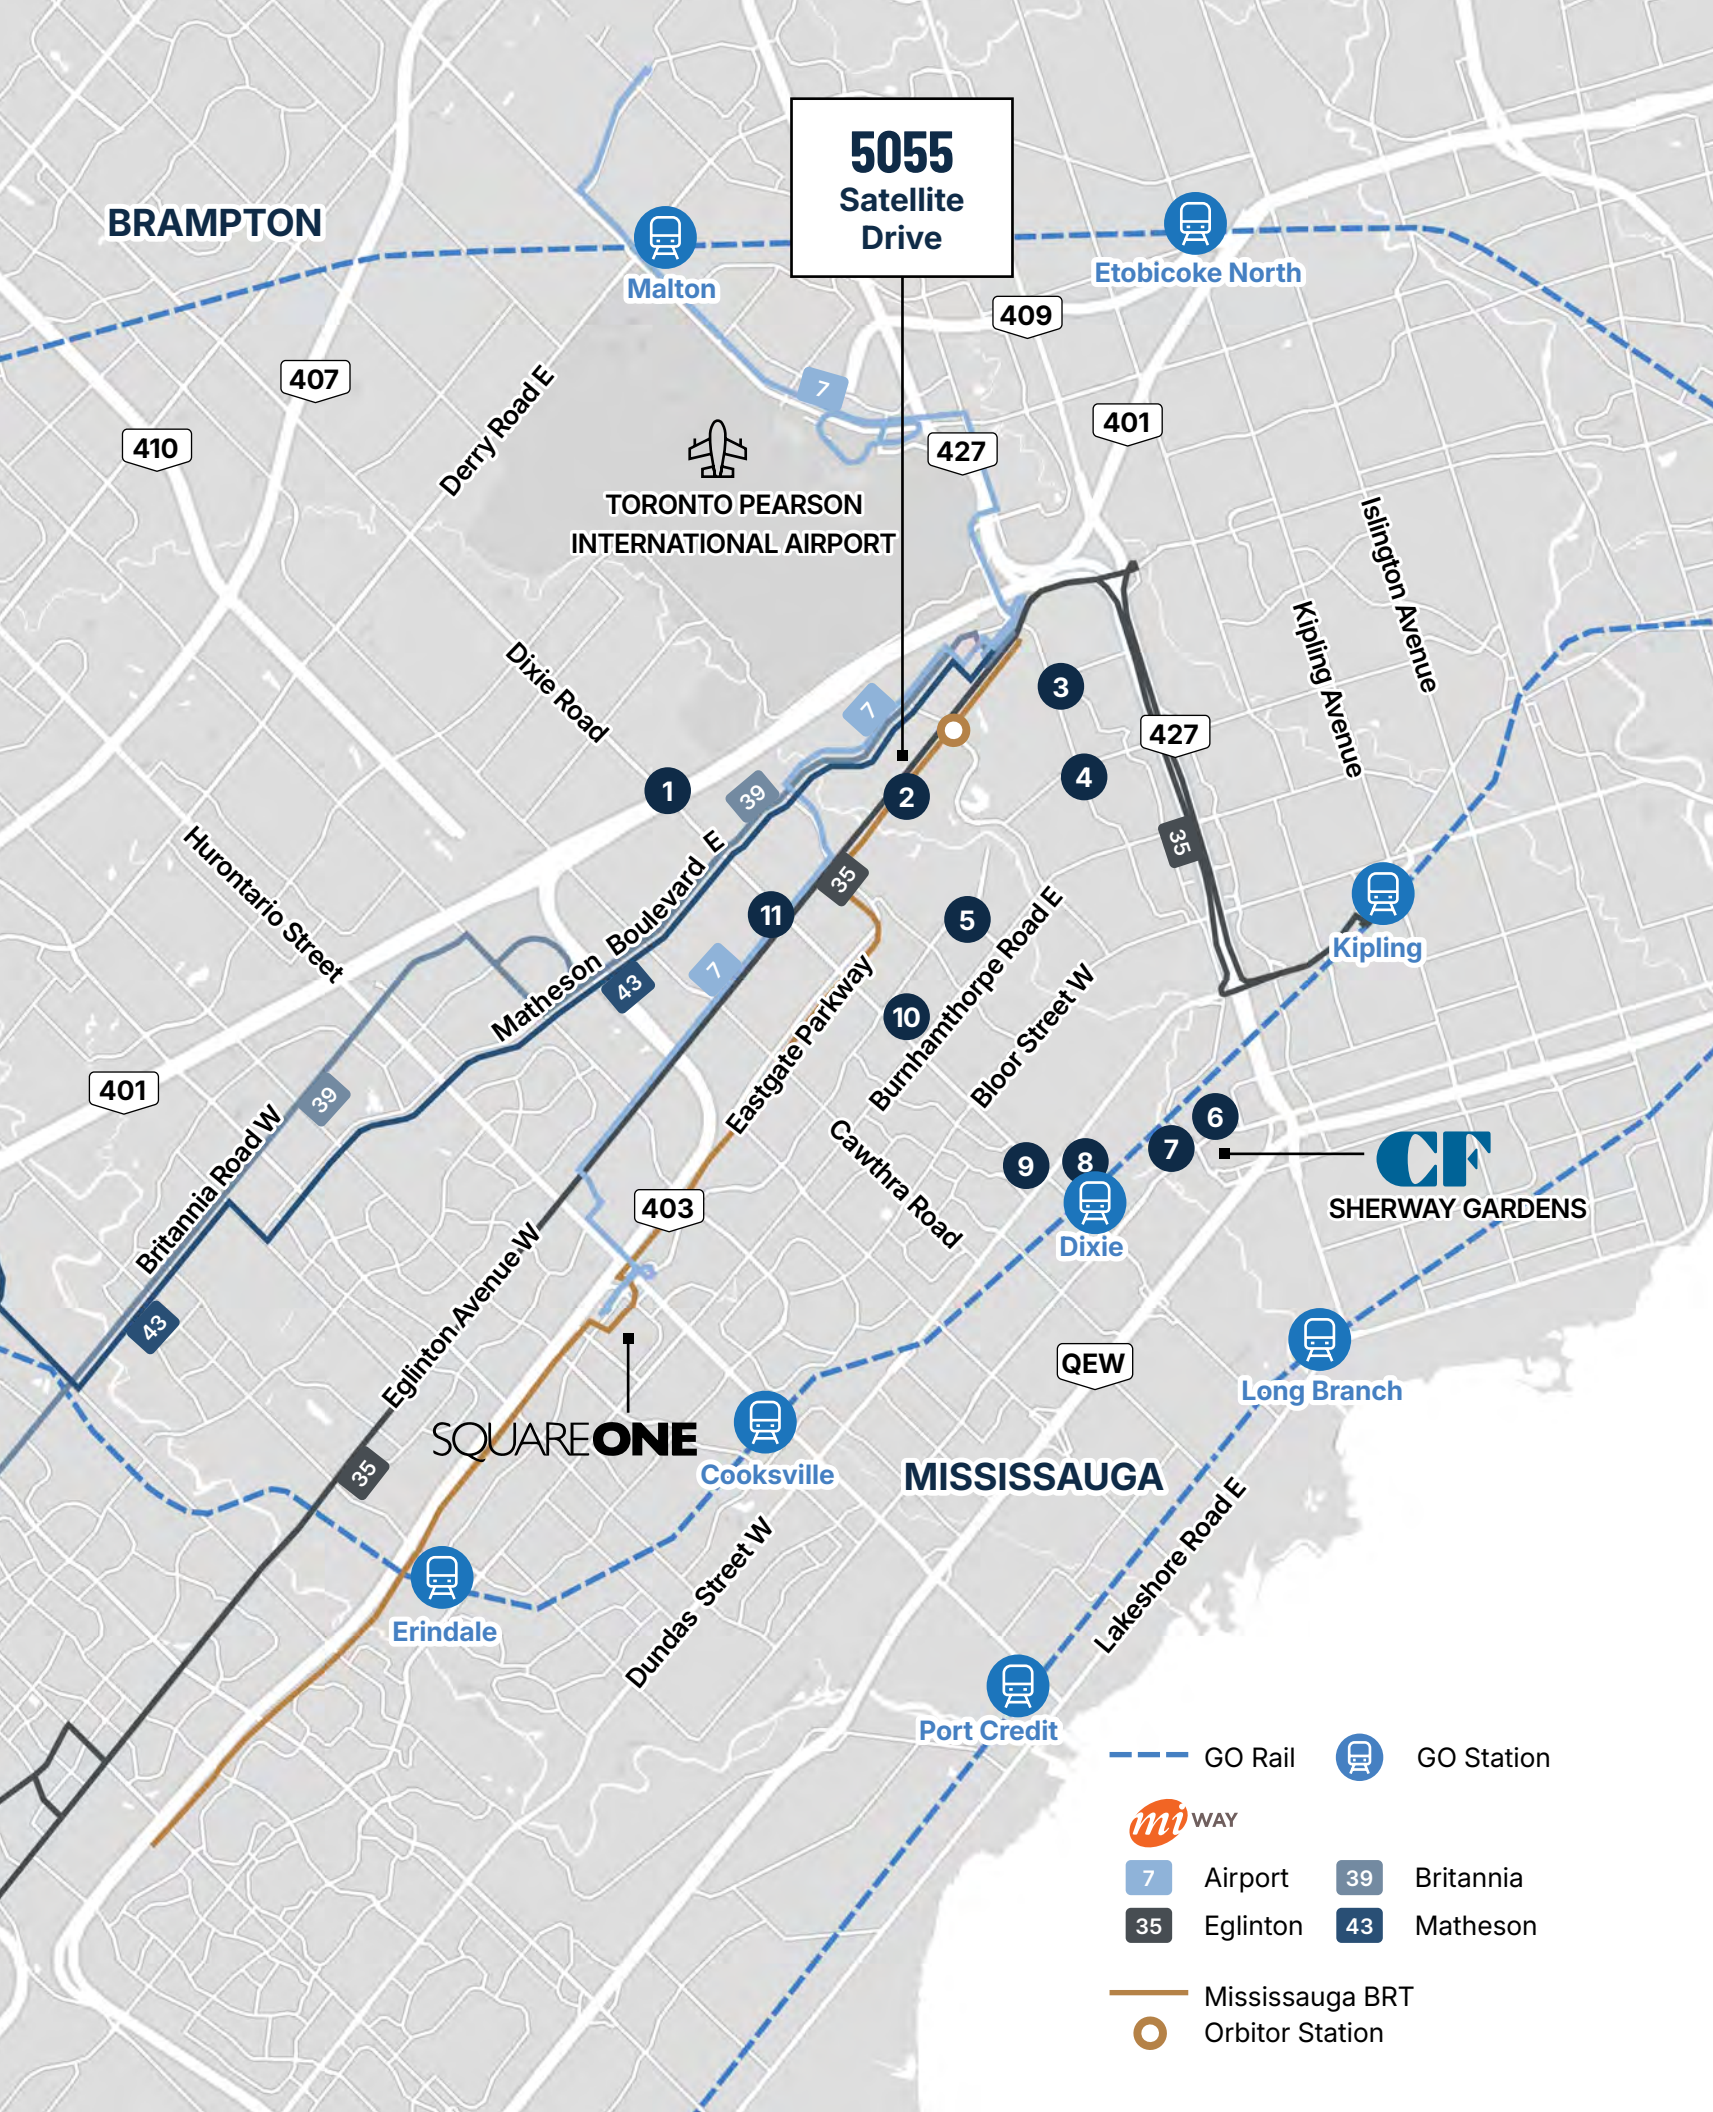 5055
Satellite
Drive
BRAMPTON
Malton
Etobicoke North
409
407
7
401
410
Derry Road E
427
TORONTO PEARSON
INTERNATIONAL AIRPORT
Islington Avenue
Kipling Avenue
Dixie Road
3
7
427
1
39
2
4
35
Hurontario Street
Matheson Boulevard E
35
11
5
Kipling
7
43
Eastgate Parkway
10
Burnhamthorpe Road E
Bloor Street W
401
39
Britannia Road W
Cawthra Road
6
7
8
9
CF
SHERWAY GARDENS
403
Dixie
43
Eglinton Avenue W
QEW
Long Branch
SQUARE ONE
35
Cooksville
MISSISSAUGA
Lakeshore Road E
Dundas Street W
Erindale
Port Credit
GO Rail
GO Station
mi WAY
7 Airport
39 Britannia
35 Eglinton
43 Matheson
Mississauga BRT
Orbitor Station